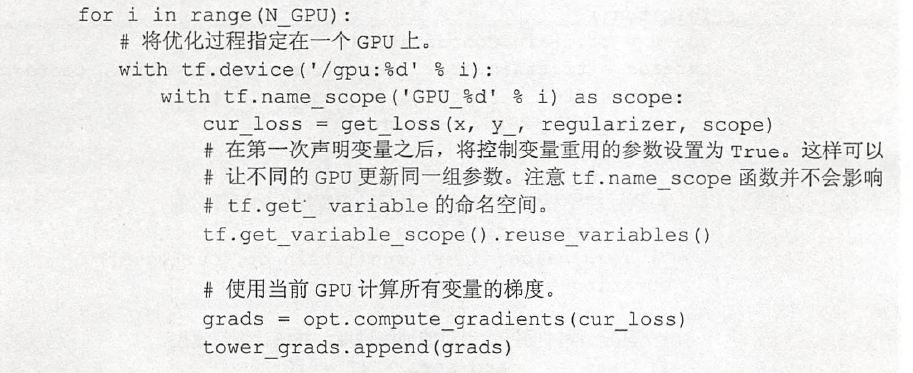 for i in range(N_GPU):
# 将优化过程指定在一个 GPU 上。
with tf.device('/gpu:%d' % i):
with tf.name_scope('GPU_%d' % i) as scope:
cur_loss = get_loss(x, y_, regularizer, scope)
# 在第一次声明变量之后，将控制变量重用的参数设置为 True。这样可以
# 让不同的 GPU 更新同一组参数。注意 tf.name_scope 函数并不会影响
# tf.get_ variable 的命名空间。
tf.get_variable_scope().reuse_variables()
# 使用当前 GPU 计算所有变量的梯度。
grads = opt.compute_gradients(cur_loss)
tower_grads.append(grads)